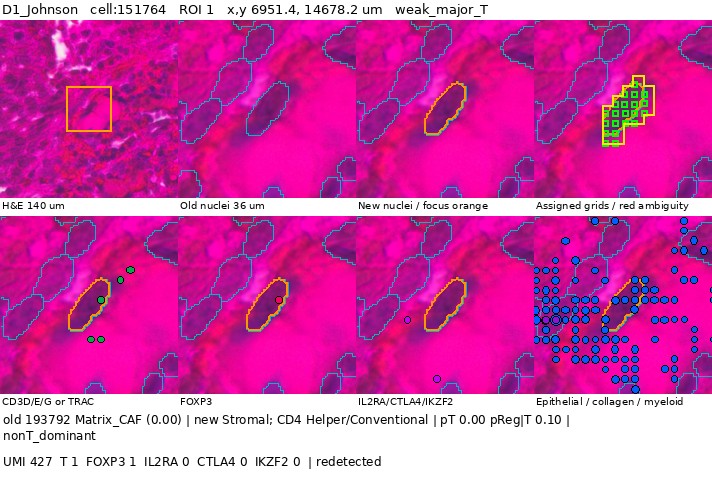 D1_Johnson cell:151764 ROI 1 x,y 6951.4, 14678.2 um weak_major_T
H&E 140 um
Old nuclei 36 um
New nuclei / focus orange
Assigned grids / red ambiguity
CD3D/E/G or TRAC
FOXP3
IL2RA/CTLA4/IKZF2
Epithelial / collagen / myeloid
old 193792 Matrix_CAF (0.00) | new Stromal; CD4 Helper/Conventional | pT 0.00 pReg|T 0.10 |
nonT_dominant
UMI 427 T 1 FOXP3 1 IL2RA 0 CTLA4 0 IKZF2 0 | redetected